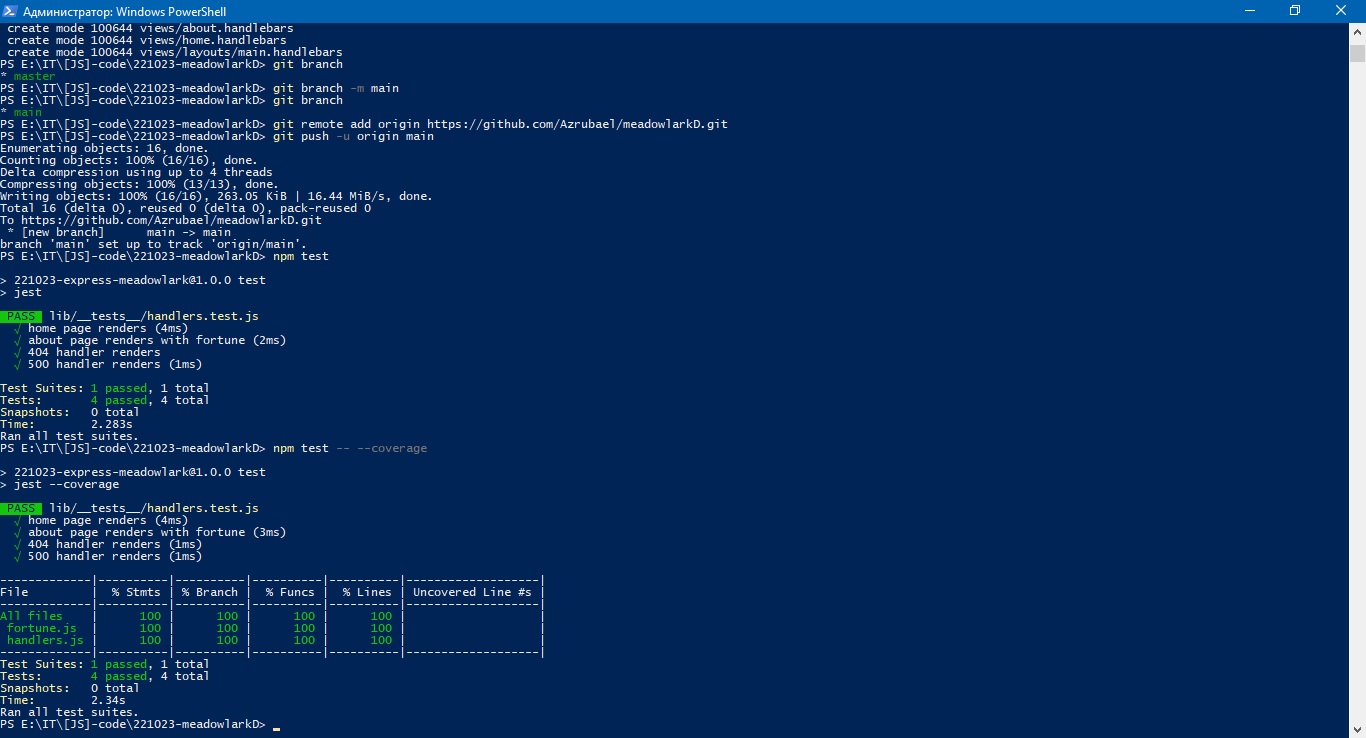 Администратор: Windows PowerShell
create mode 100644 views/about.handlebars
create mode 100644 views/home.handlebars
create mode 100644 views/layouts/main.handlebars
PS E:\IT\[JS]-code\221023-meadowlarkD> git branch
* master
PS E:\IT\[JS]-code\221023-meadowlarkD> git branch -m main
PS E:\IT\[JS]-code\221023-meadowlarkD> git branch
* main
PS E:\IT\[JS]-code\221023-meadowlarkD> git remote add origin https://github.com/Azrubael/meadowlarkD.git
PS E:\IT\[JS]-code\221023-meadowlarkD> git push -u origin main
Enumerating objects: 16, done.
Counting objects: 100% (16/16), done.
Delta compression using up to 4 threads
Compressing objects: 100% (13/13), done.
Writing objects: 100% (16/16), 263.05 KiB | 16.44 MiB/s, done.
Total 16 (delta 0), reused 0 (delta 0), pack-reused 0
To https://github.com/Azrubael/meadowlarkD.git
 * [new branch]      main -> main
branch 'main' set up to track 'origin/main'.
PS E:\IT\[JS]-code\221023-meadowlarkD> npm test
> 221023-express-meadowlark@1.0.0 test
> jest
PASS lib/__tests__/handlers.test.js
√ home page renders (4ms)
√ about page renders with fortune (2ms)
√ 404 handler renders
√ 500 handler renders (1ms)
Test Suites: 1 passed, 1 total
Tests:       4 passed, 4 total
Snapshots:   0 total
Time:        2.283s
Ran all test suites.
PS E:\IT\[JS]-code\221023-meadowlarkD> npm test -- --coverage
> 221023-express-meadowlark@1.0.0 test
> jest --coverage
PASS lib/__tests__/handlers.test.js
√ home page renders (4ms)
√ about page renders with fortune (3ms)
√ 404 handler renders (1ms)
√ 500 handler renders (1ms)
-------------|----------|----------|----------|----------|-------------------|
File         |  % Stmts | % Branch |  % Funcs |  % Lines | Uncovered Line #s |
-------------|----------|----------|----------|----------|-------------------|
All files    |      100 |      100 |      100 |      100 |                   |
 fortune.js  |      100 |      100 |      100 |      100 |                   |
 handlers.js |      100 |      100 |      100 |      100 |                   |
-------------|----------|----------|----------|----------|-------------------|
Test Suites: 1 passed, 1 total
Tests:       4 passed, 4 total
Snapshots:   0 total
Time:        2.34s
Ran all test suites.
PS E:\IT\[JS]-code\221023-meadowlarkD>